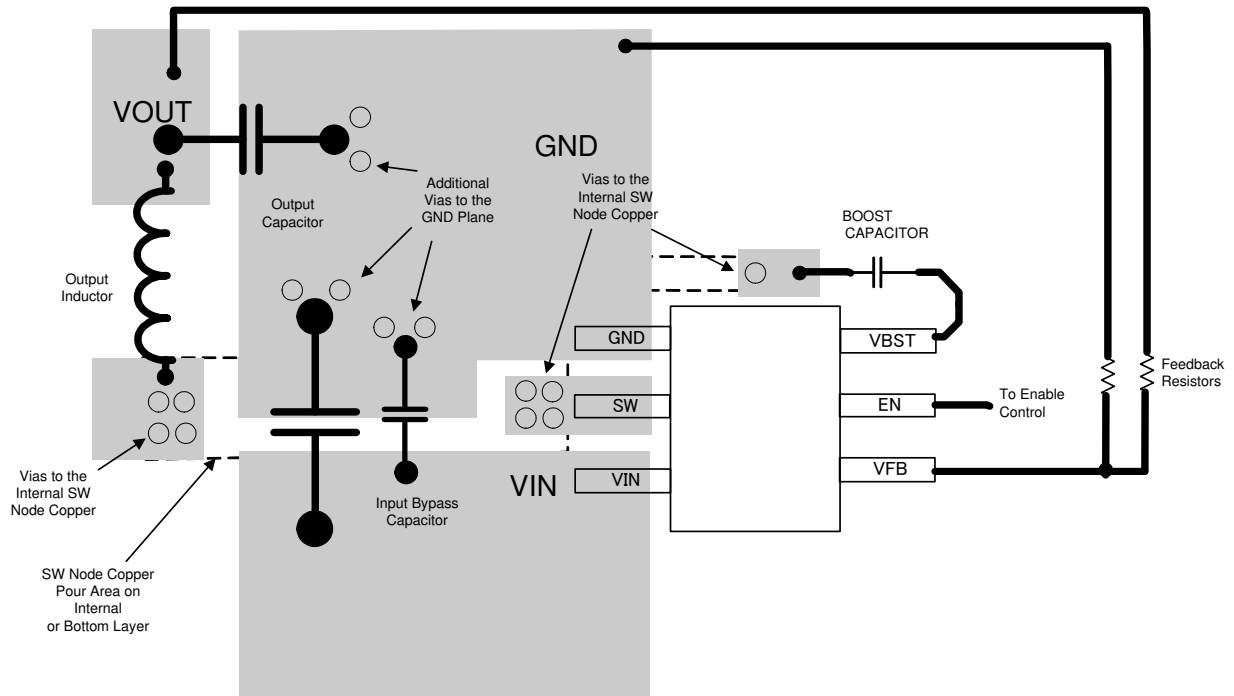 VOUT
GND
Additional
Vias to the
GND Plane
Vias to the
Internal SW
Node Copper
Output
Capacitor
BOOST
CAPACITOR
Output
Inductor
GND
VBST
Feedback
Resistors
SW
EN
To Enable
Control
VIN
VIN
VFB
Vias to the
Internal SW
Node Copper
Input Bypass
Capacitor
SW Node Copper
Pour Area on
Internal
or Bottom Layer